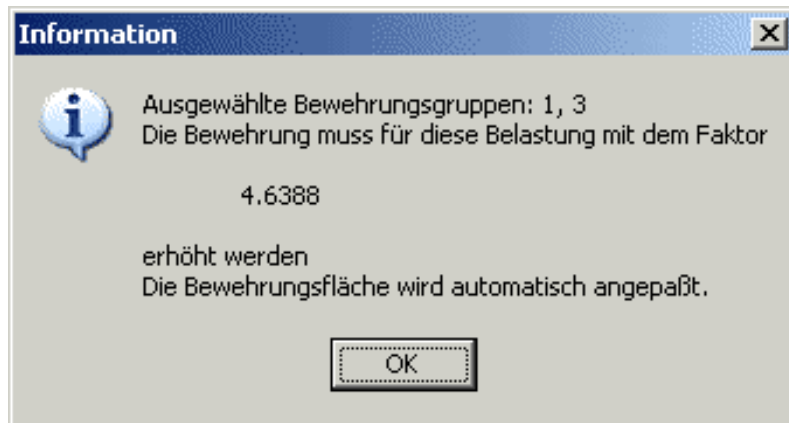 Information
Ausgewählte Bewehrungsgruppen: 1, 3
Die Bewehrung muss für diese Belastung mit dem Faktor
4.6388
erhöht werden
Die Bewehrungsfläche wird automatisch angepaßt.
OK